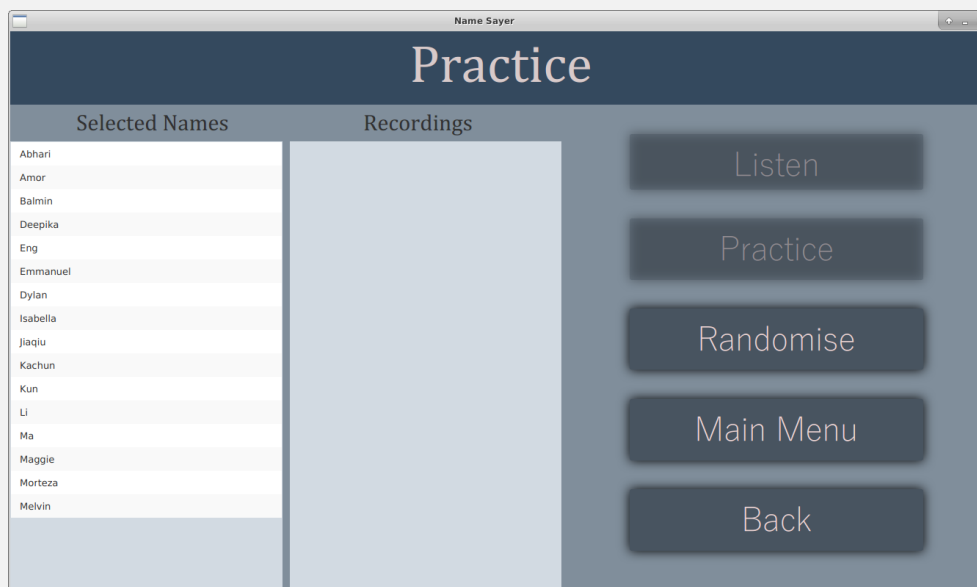 Name Sayer
Practice
Selected Names
Recordings
Abhari
Amor
Balmin
Deepika
Eng
Emmanuel
Dylan
Isabella
Jiaqiu
Kachun
Kun
Li
Ma
Maggie
Morteza
Melvin
Listen
Practice
Randomise
Main Menu
Back